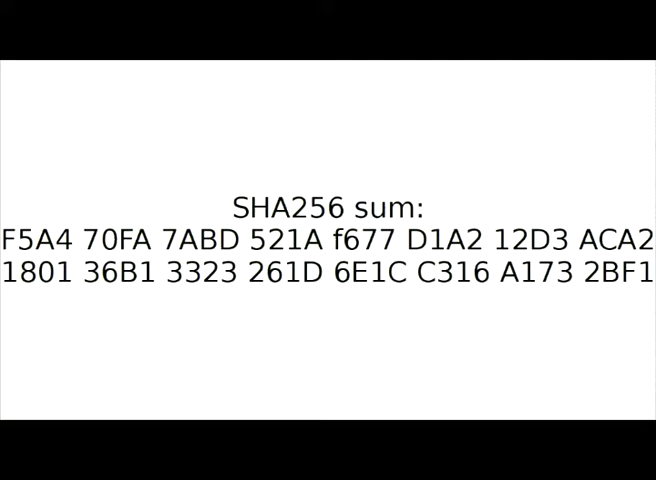 SHA256 sum:
F5A4 70FA 7ABD 521A f677 D1A2 12D3 ACA2
1801 36B1 3323 261D 6E1C C316 A173 2BF1